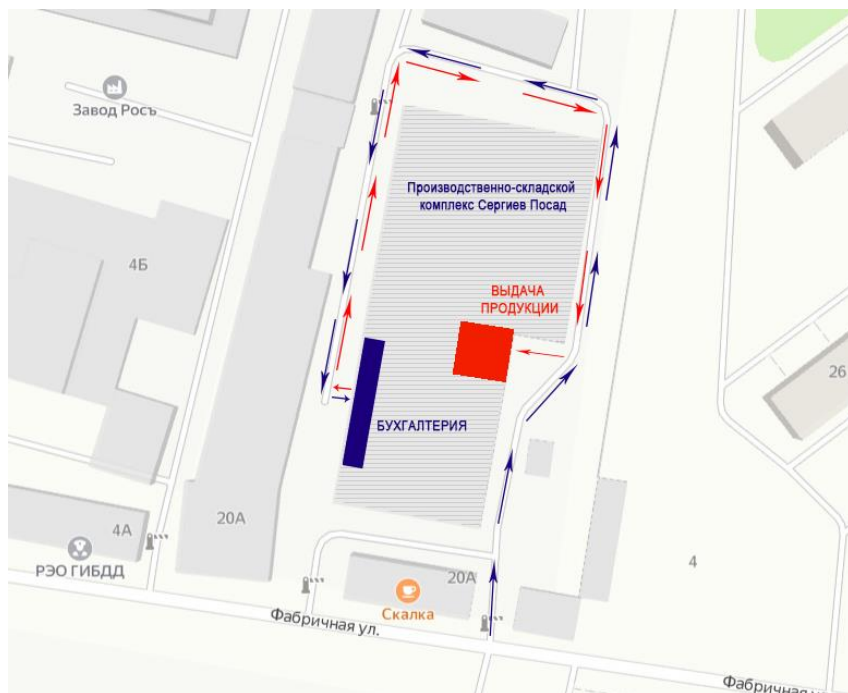 Завод Росъ
Производственно-складской
комплекс Сергиев Посад
4Б
ВЫДАЧА
ПРОДУКЦИИ
26
БУХГАЛТЕРИЯ
20А
4А
РЭО ГИБДД
4
20А
Скалка
Фабричная ул.
Фабричная